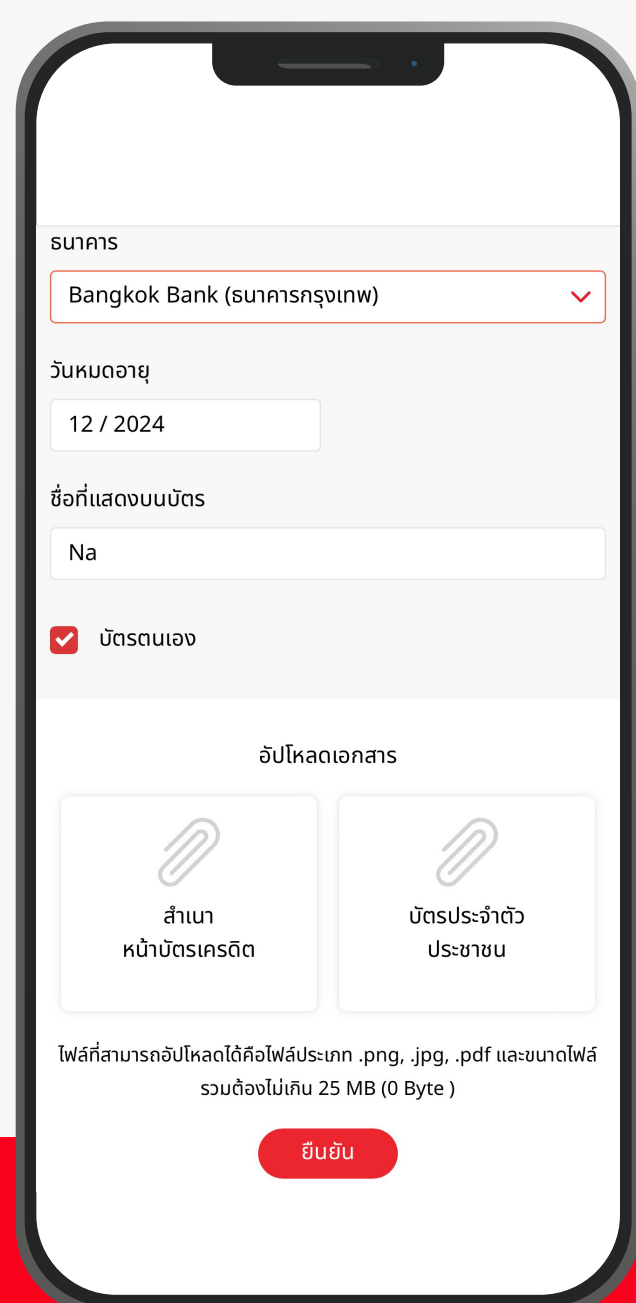 ธนาคาร
Bangkok Bank (ธนาคารกรุงเทพ)
วันหมดอายุ
12 / 2024
ชื่อที่แสดงบนบัตร
Na
บัตรตนเอง
อัปโหลดเอกสาร
สำเนา
หน้าบัตรเครดิต
บัตรประจำตัว
ประชาชน
ไฟล์ที่สามารถอัปโหลดได้คือไฟล์ประเภท .png, .jpg, .pdf และขนาดไฟล์
รวมต้องไม่เกิน 25 MB (0 Byte )
ยืนยัน